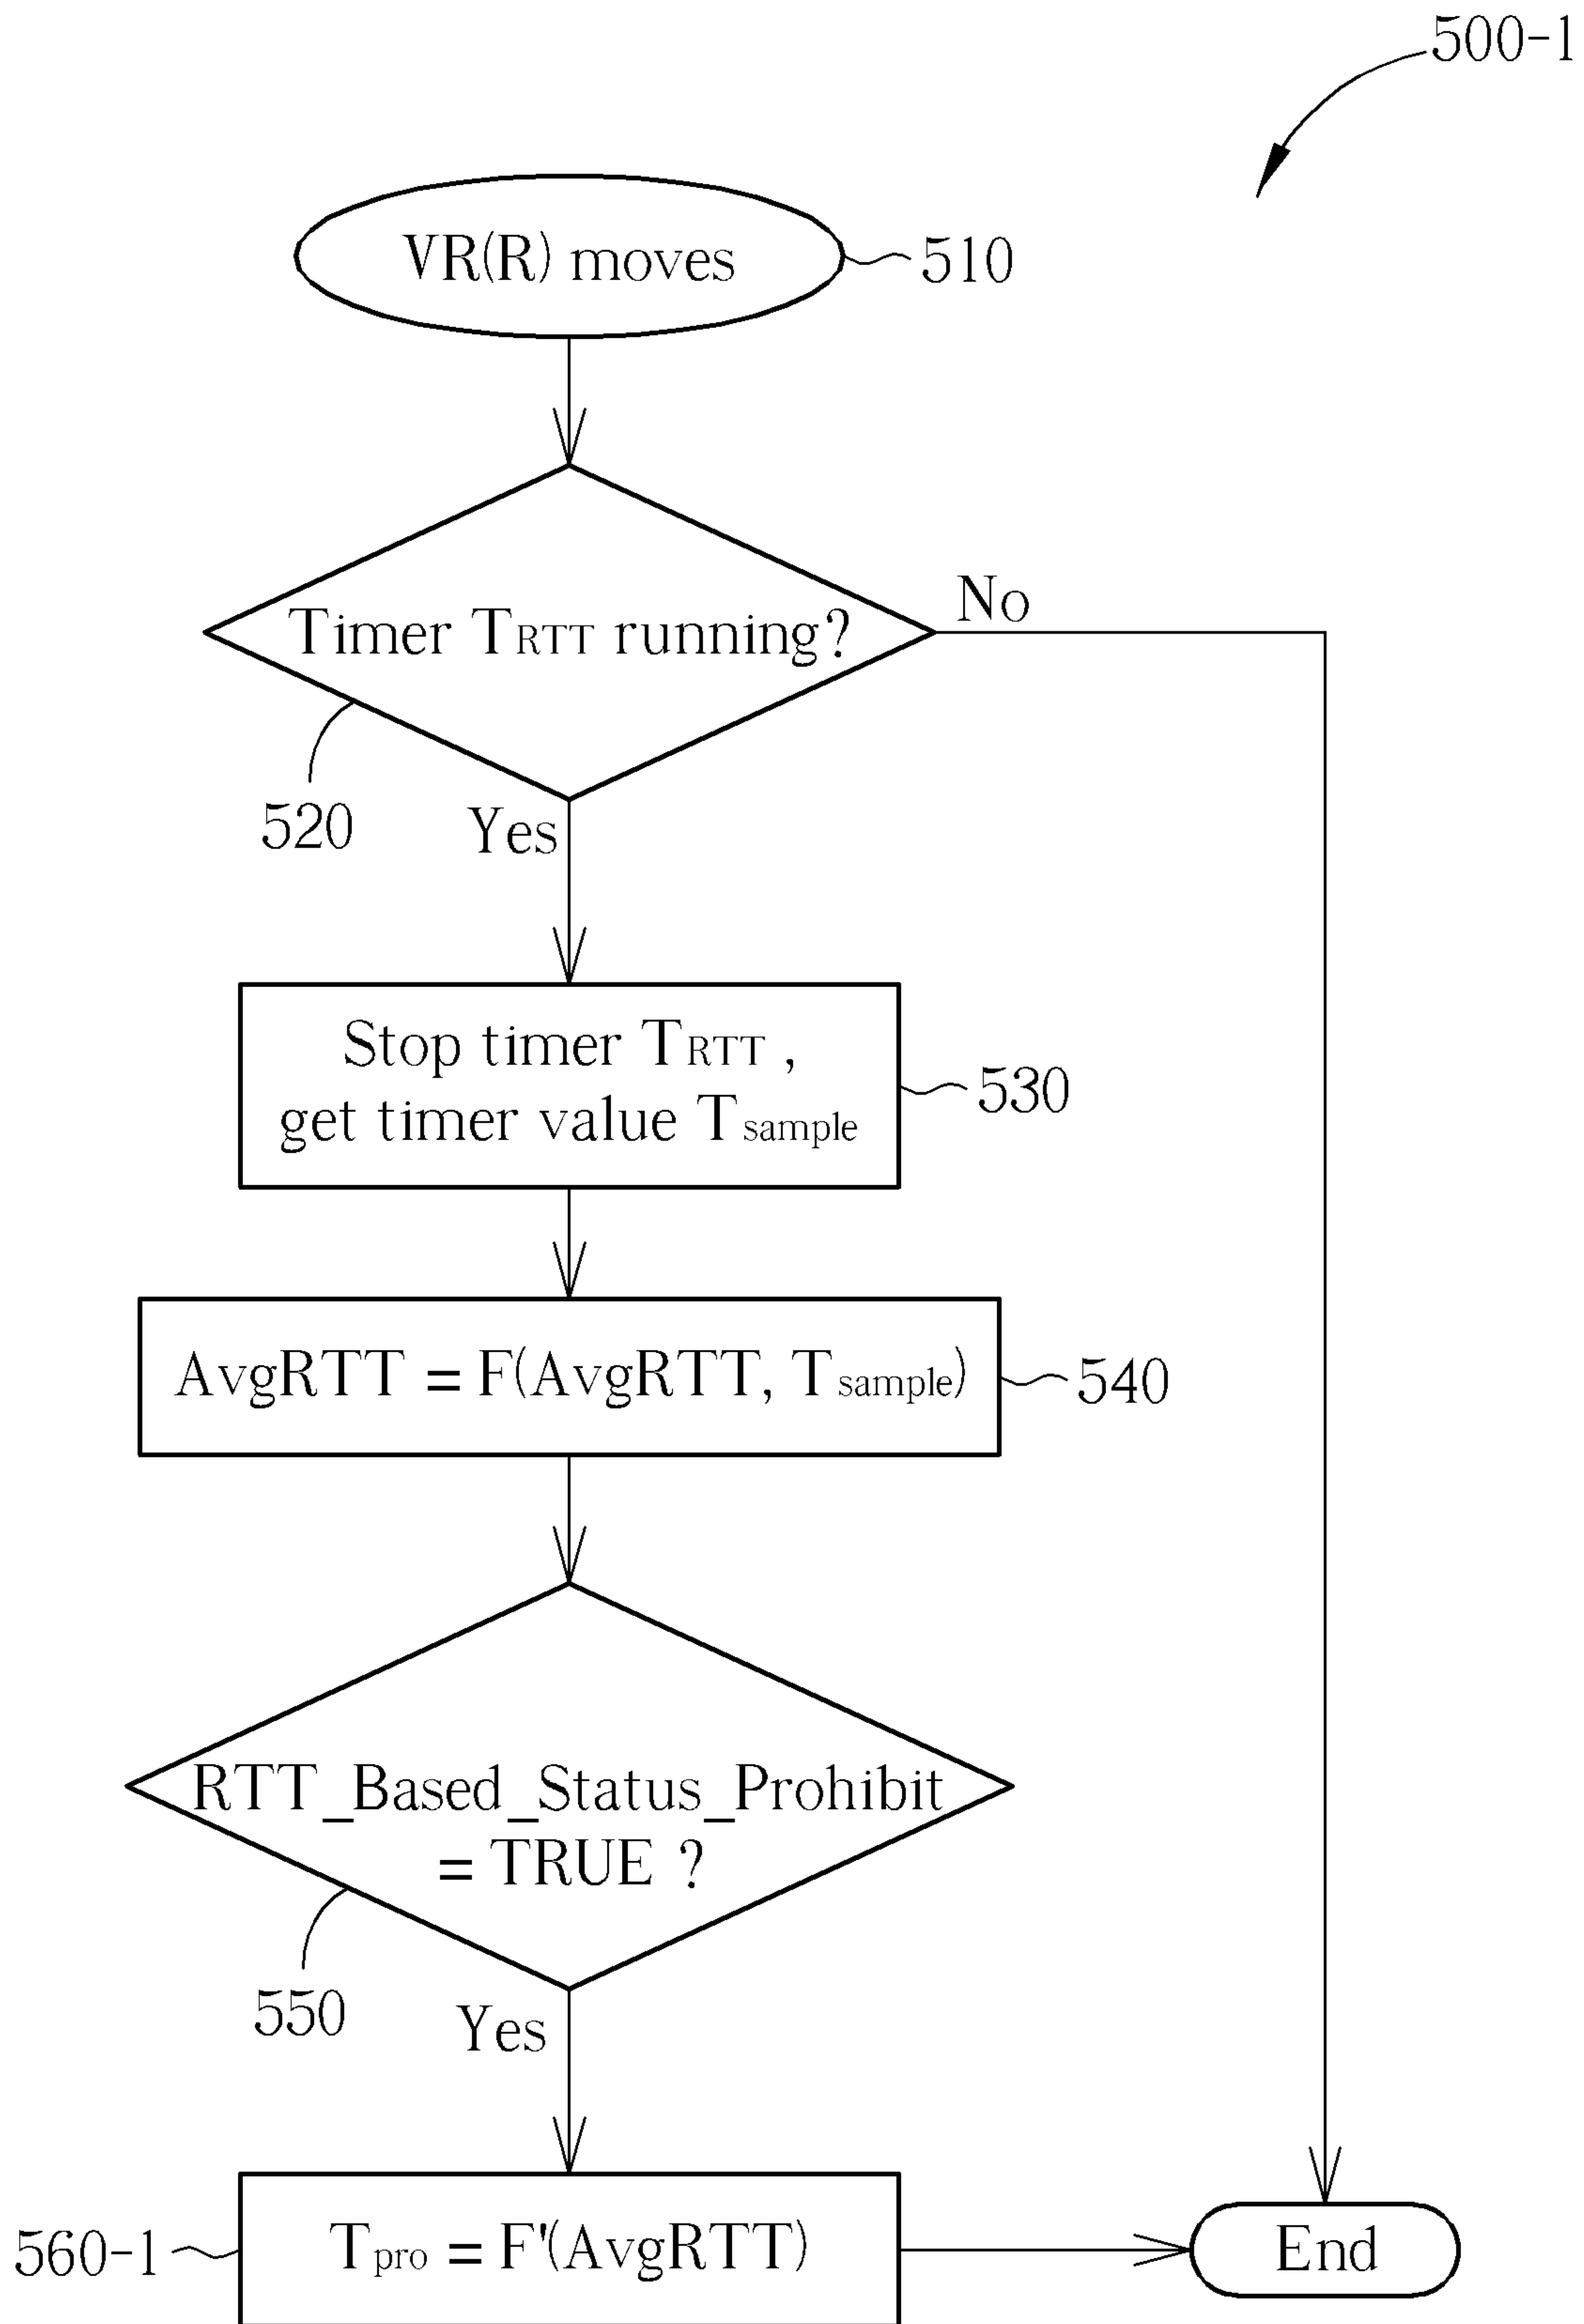 500-1
VR(R) moves
510
Timer TRTT running?
No
520
Yes
Stop timer TRTT ,
get timer value Tsample
530
AvgRTT = F(AvgRTT, Tsample)
540
RTT_Based_Status_Prohibit
= TRUE ?
550
Yes
560-1
Tpro = F'(AvgRTT)
End